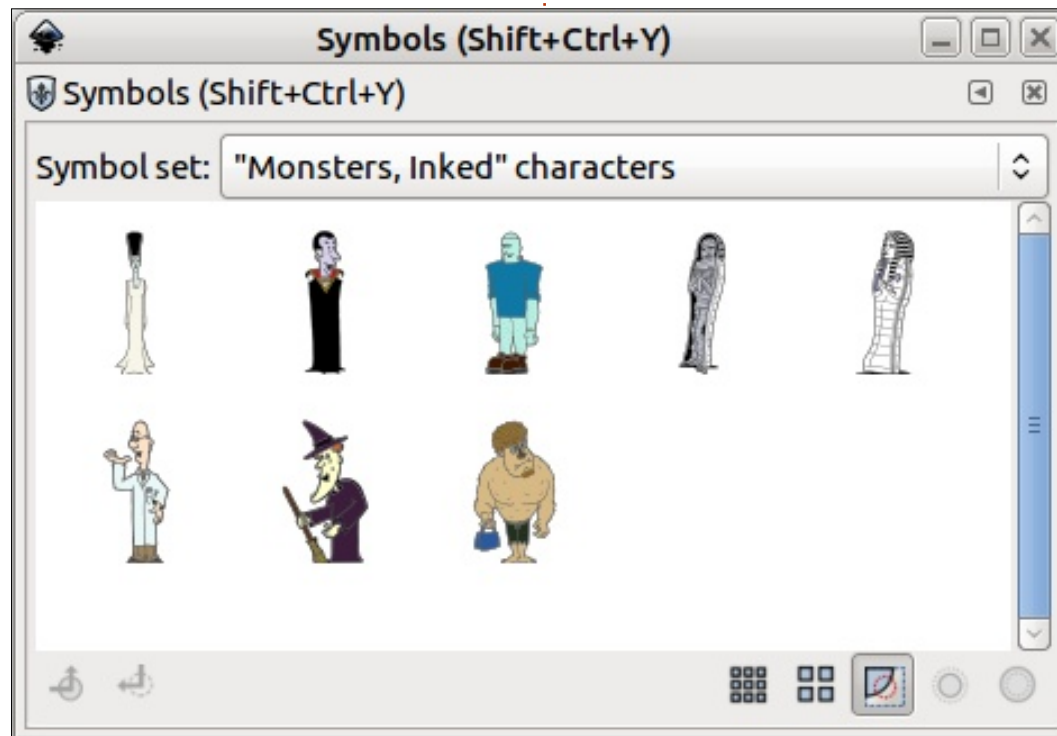 Symbols (Shift+Ctrl+Y)
Symbols (Shift+Ctrl+Y)
Symbol set: "Monsters, Inked" characters